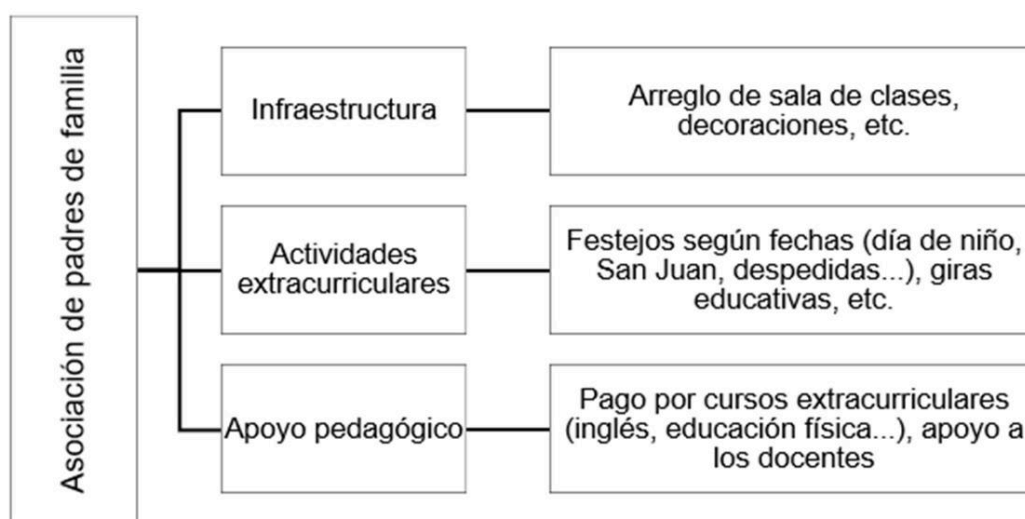 Asociación de padres de familia
Infraestructura
Arreglo de sala de clases,
decoraciones, etc.
Actividades
extracurriculares
Festejos según fechas (día de niño,
San Juan, despedidas...), giras
educativas, etc.
Apoyo pedagógico
Pago por cursos extracurriculares
(inglés, educación física...), apoyo a
los docentes